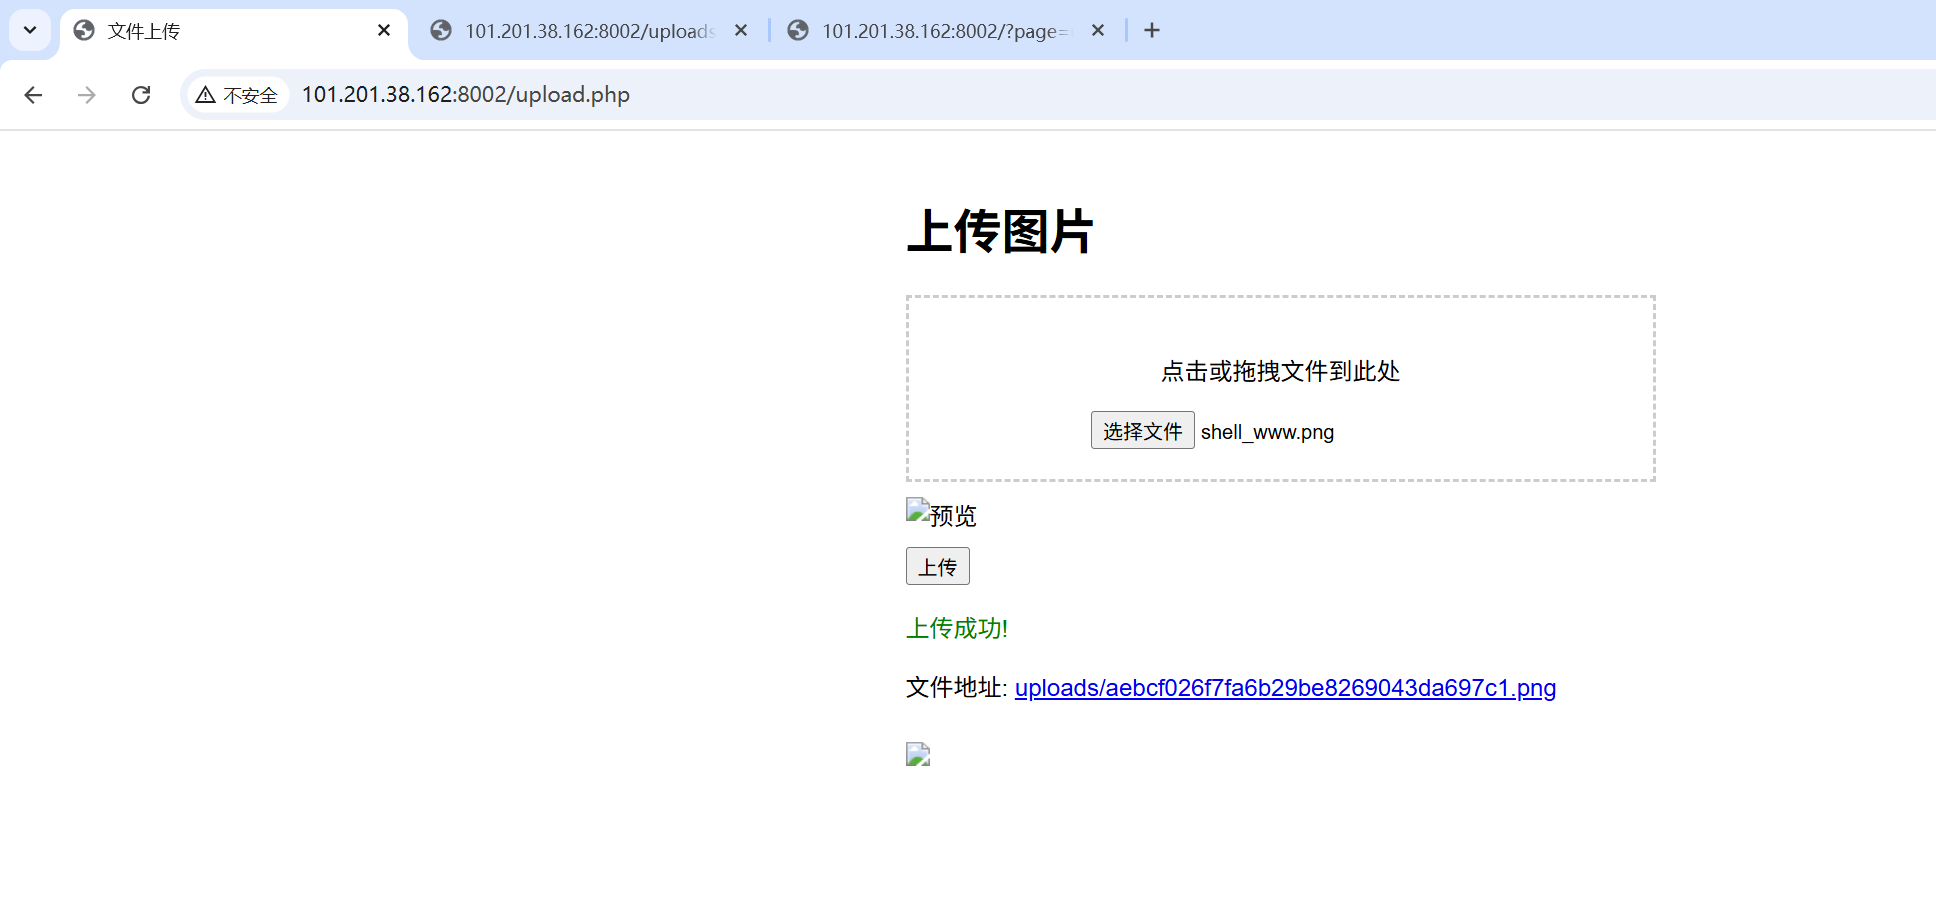 文件上传
101.201.38.162:8002/uploads
101.201.38.162:8002/?page=
不安全
101.201.38.162:8002/upload.php
上传图片
点击或拖拽文件到此处
选择文件 shell_www.png
预览
上传
上传成功!
文件地址: uploads/aebcf026f7fa6b29be8269043da697c1.png